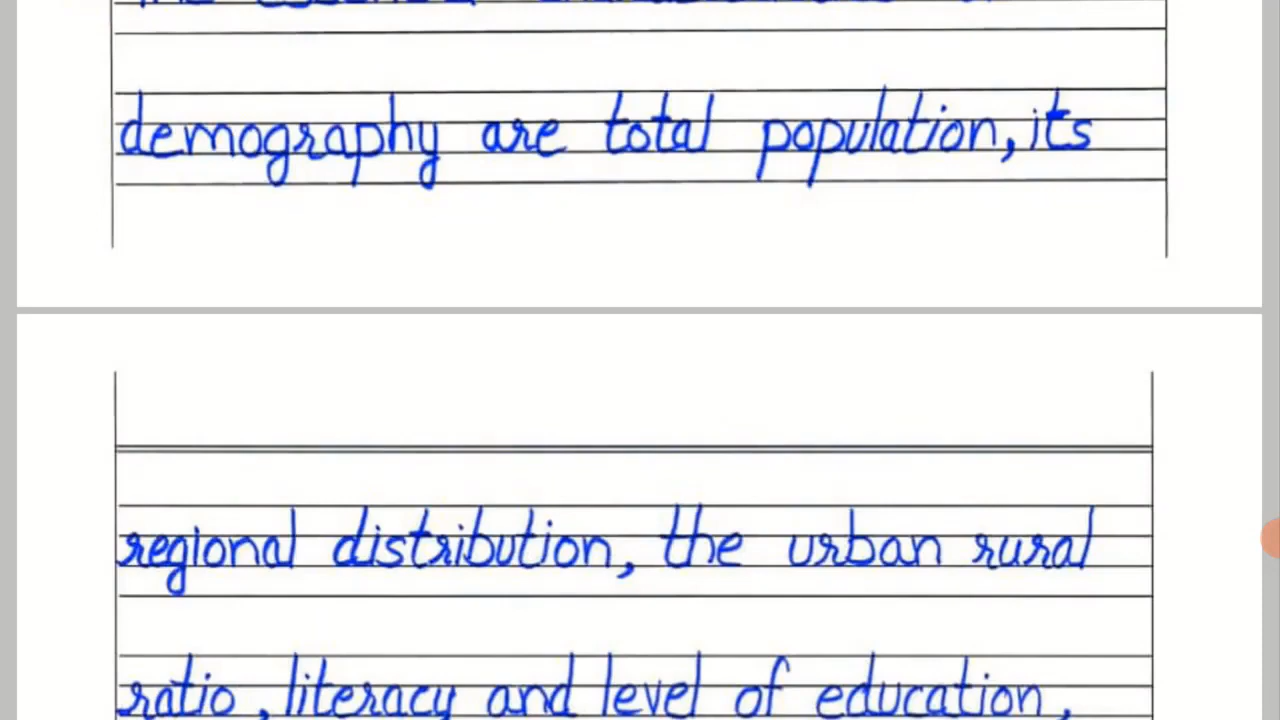 demography are total population, its
regional distribution, the urban rural
ratio, literacy and level of education,